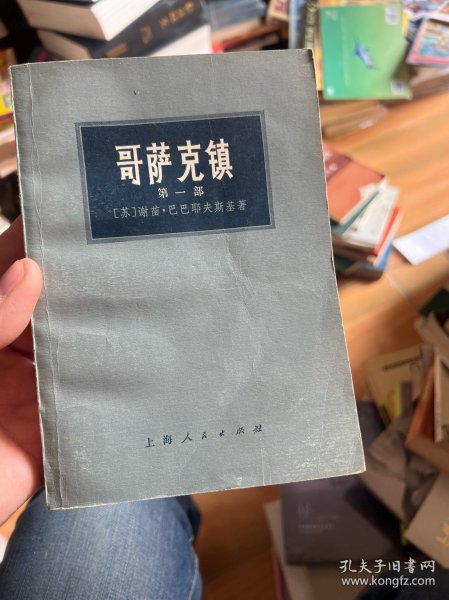 哥萨克镇
第一部
[苏]谢苗·巴巴耶夫斯基著
上海人民出版社
孔夫子旧书网
www.kongfz.com